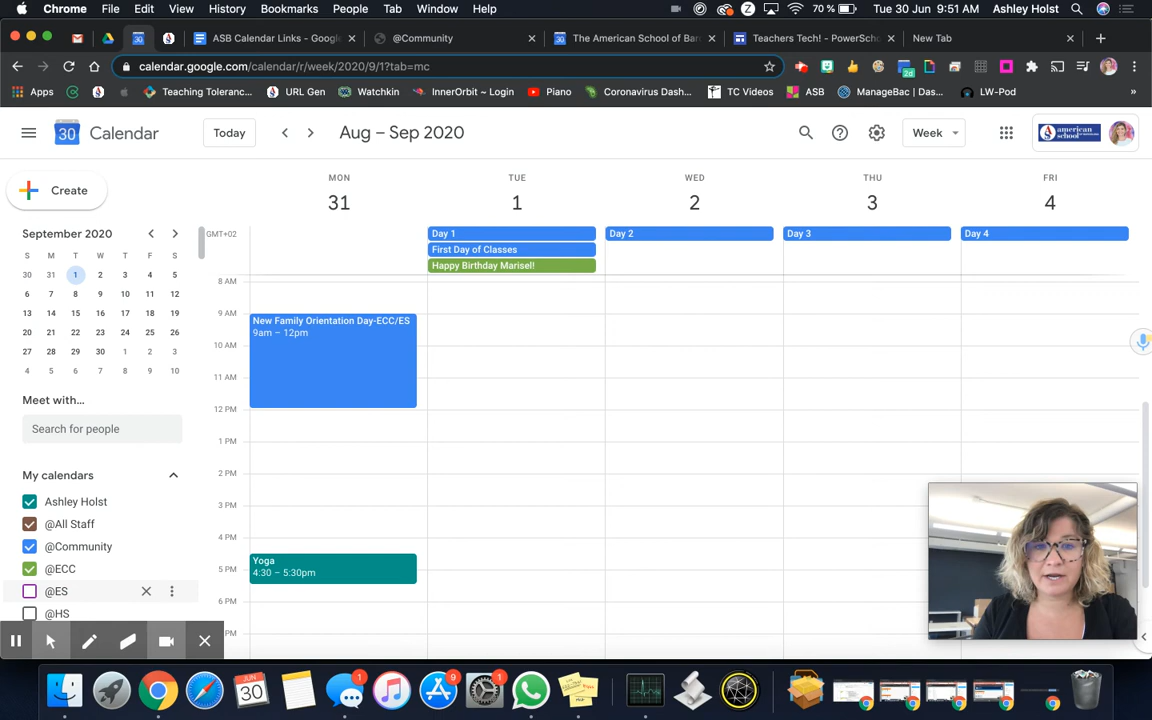 Chrome File Edit View History Bookmarks People Tab Window Help Z 70 % Tue 30 Jun 9:51 AM Ashley Holst
ASB Calendar Links - Google @Community The American School of Bar Teachers Tech! - PowerSch New Tab
calendar.google.com/calendar/r/week/2020/9/1?tab=mc 2d
Apps Teaching Toleranc... URL Gen Watchkin InnerOrbit ~ Login Piano Coronavirus Dash... TC Videos ASB ManageBac | Das... LW-Pod »
30 Calendar Today Aug – Sep 2020 Week american school
Create
MON TUE WED THU FRI
31 1 2 3 4
September 2020
GMT+02
Day 1 Day 2 Day 3 Day 4
First Day of Classes
Happy Birthday Marisel!
S M T W T F S
30 31 1 2 3 4 5
6 7 8 9 10 11 12
13 14 15 16 17 18 19
20 21 22 23 24 25 26
27 28 29 30 1 2 3
4 5 6 7 8 9 10
8 AM
9 AM
10 AM
11 AM
12 PM
1 PM
2 PM
3 PM
4 PM
5 PM
6 PM
PM
New Family Orientation Day-ECC/ES
9am – 12pm
Yoga
4:30 – 5:30pm
Meet with...
Search for people
My calendars
Ashley Holst
@All Staff
@Community
@ECC
@ES
@HS
JUN
30 1 9 1